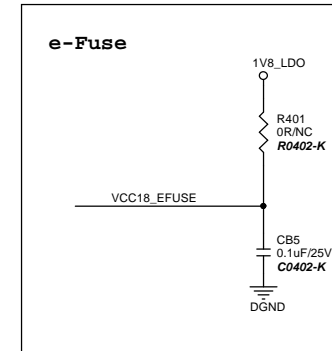 e-Fuse
1V8_LDO
R401
0R/NC
R0402-K
VCC18_EFUSE
CB5
0.1uF/25V
C0402-K
DGND